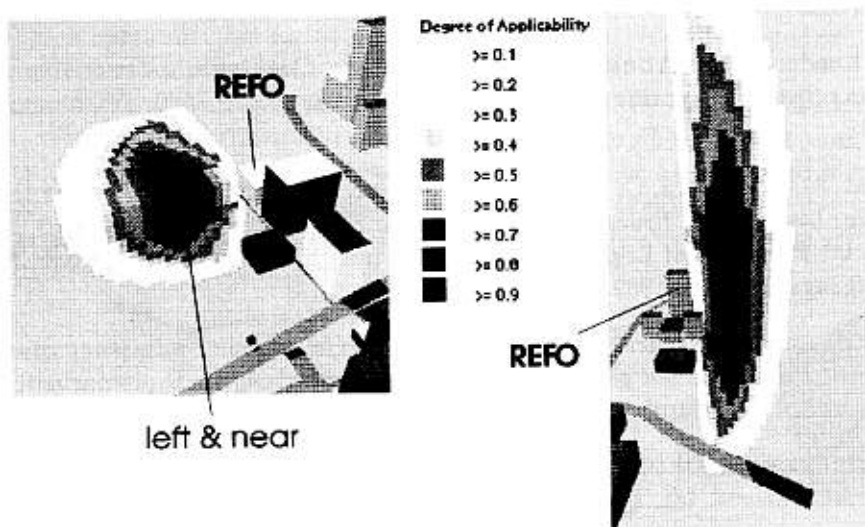 REFO
left & near
Degree of Applicability
>= 0.1
>= 0.2
>= 0.3
>= 0.4
>= 0.5
>= 0.6
>= 0.7
>= 0.8
>= 0.9
REFO